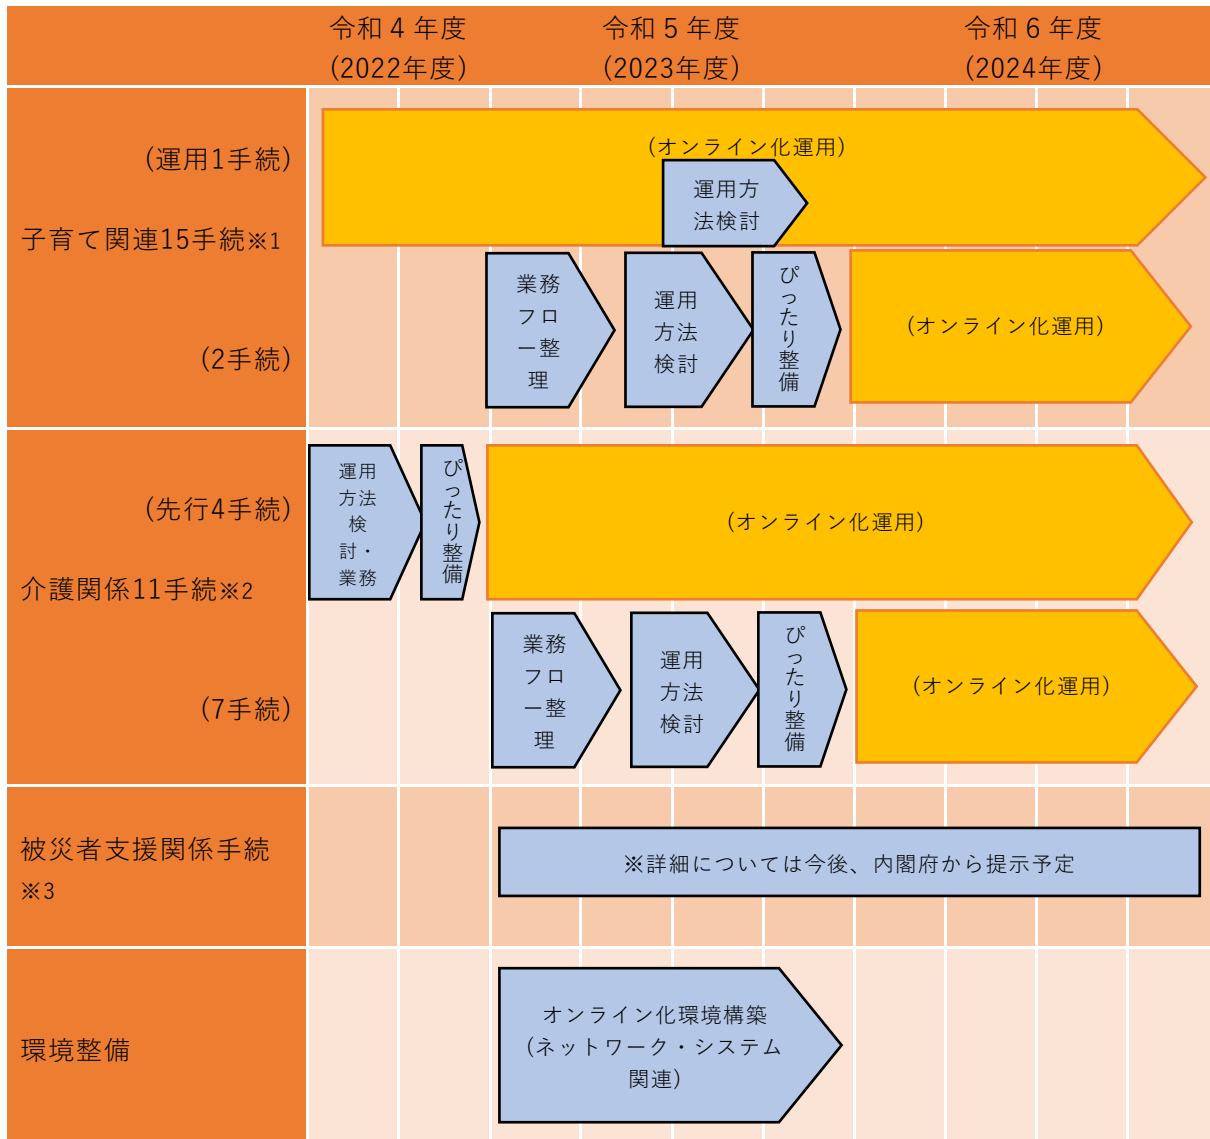 令和４年度
(2022年度)
令和５年度
(2023年度)
令和６年度
(2024年度)
(運用1手続)
子育て関連15手続※1
(2手続)
(オンライン化運用)
運用方
法検討
業務
フロ
ー整
理
運用
方法
検討
ぴったり整備
(オンライン化運用)
(先行4手続)
介護関係11手続※2
(7手続)
運用
方法
検
討・
業務
ぴったり整備
(オンライン化運用)
業務
フロ
ー整
理
運用
方法
検討
ぴったり整備
(オンライン化運用)
被災者支援関係手続
※3
※詳細については今後、内閣府から提示予定
環境整備
オンライン化環境構築
(ネットワーク・システム
関連)